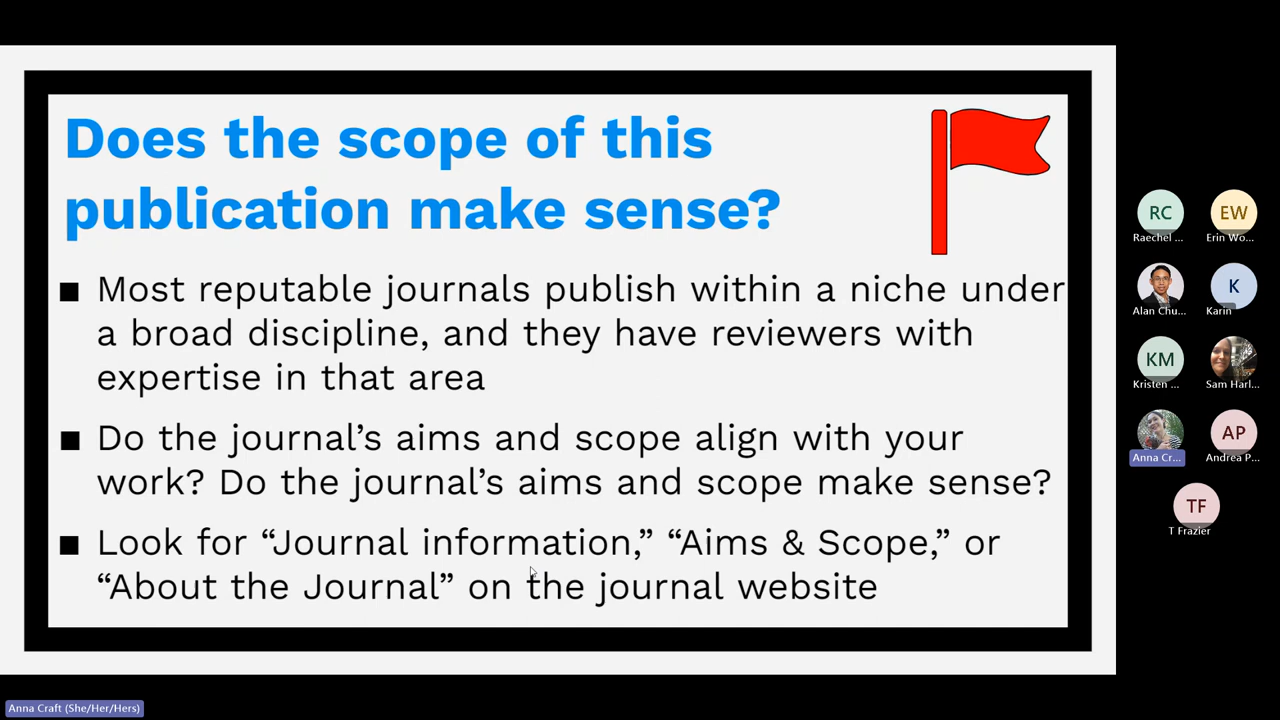 Does the scope of this
publication make sense?
■ Most reputable journals publish within a niche under
a broad discipline, and they have reviewers with
expertise in that area
■ Do the journal’s aims and scope align with your
work? Do the journal’s aims and scope make sense?
■ Look for “Journal information,” “Aims & Scope,” or
“About the Journal” on the journal website
RC
Raechel ...
EW
Erin Wo...
Alan Chu...
K
Karin
KM
Kristen ...
Sam Harl...
Anna Cr...
AP
Andrea P...
TF
T Frazier
Anna Craft (She/Her/Hers)